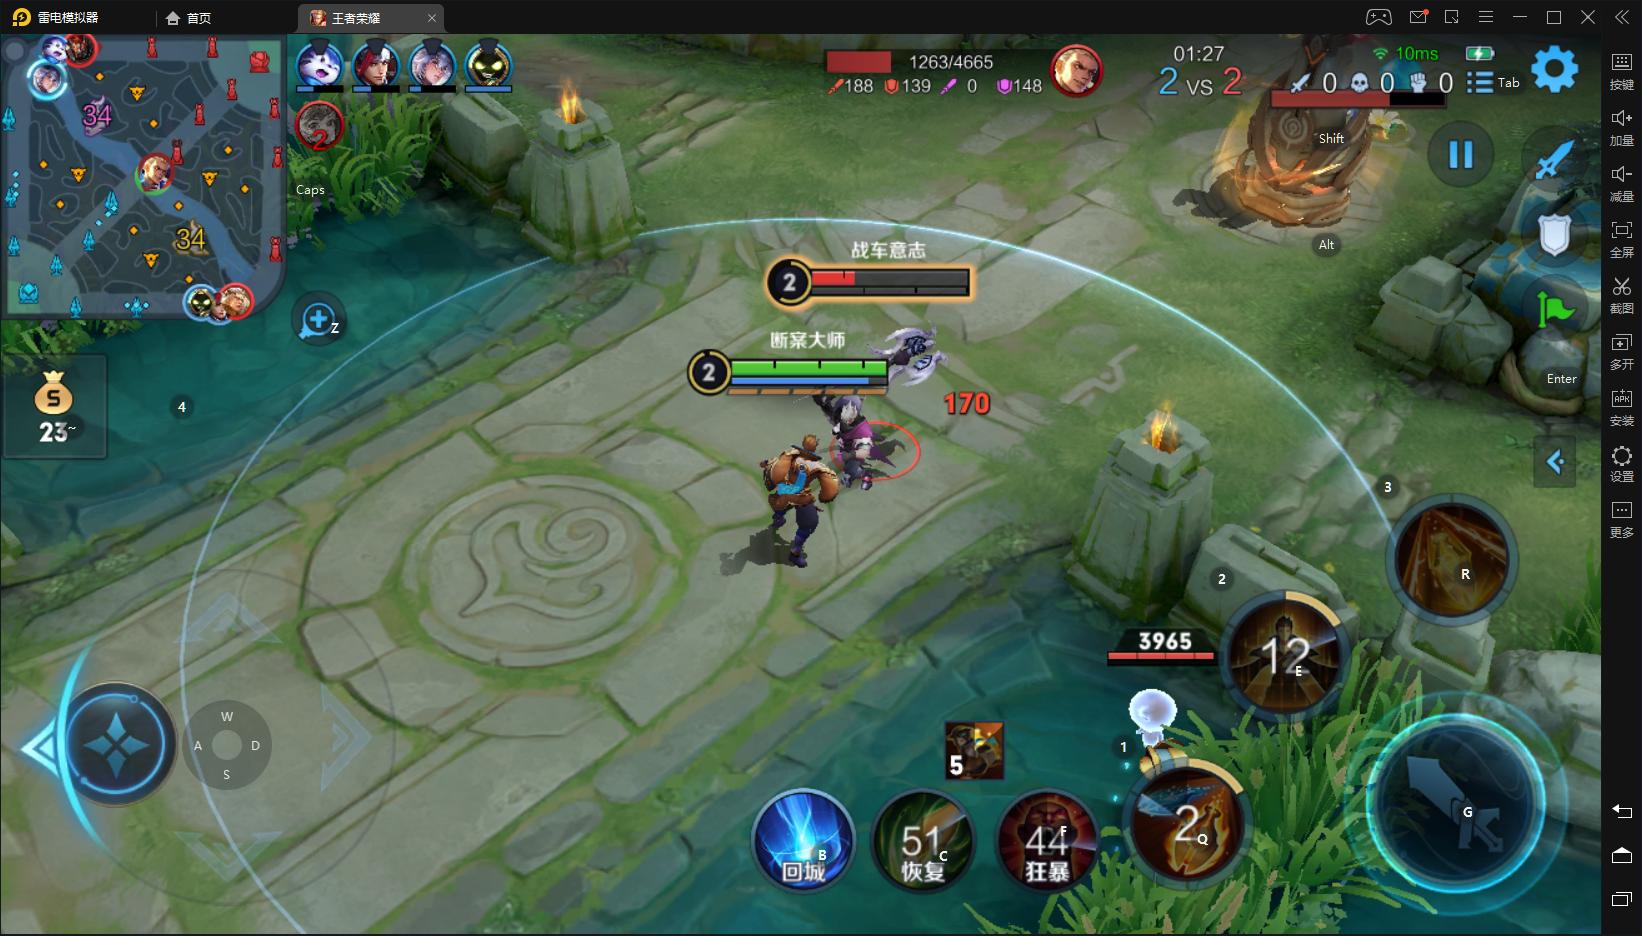 雷电模拟器
首页
王者荣耀
34
34
2
Caps
Z
S
23~
4
1263/4665
188 139 0 148
01:27
2 VS 2
10ms
0 0 0
Tab
Shift
Alt
Enter
战车意志
2
断案大师
2
170
3
R
2
12
E
3965
1
5
2
Q
G
W
A D
S
回城
B
51
恢复
C
44
狂暴
F
按键
加量
减量
全屏
截图
多开
APK
安装
设置
更多